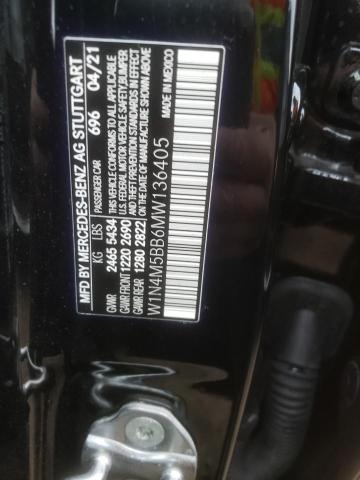 MFD BY MERCEDES-BENZ AG STUTTGART
696 04/21
PASSENGER CAR
KG LBS
GVWR 2465 5434
GAWR FRONT 1220 2690
GAWR REAR 1280 2822
THIS VEHICLE CONFORMS TO ALL APPLICABLE
U.S. FEDERAL MOTOR VEHICLE SAFETY, BUMPER
AND THEFT PREVENTION STANDARDS IN EFFECT
ON THE DATE OF MANUFACTURE SHOWN ABOVE
W1N4M5BB6MW136405
MADE IN MEXICO